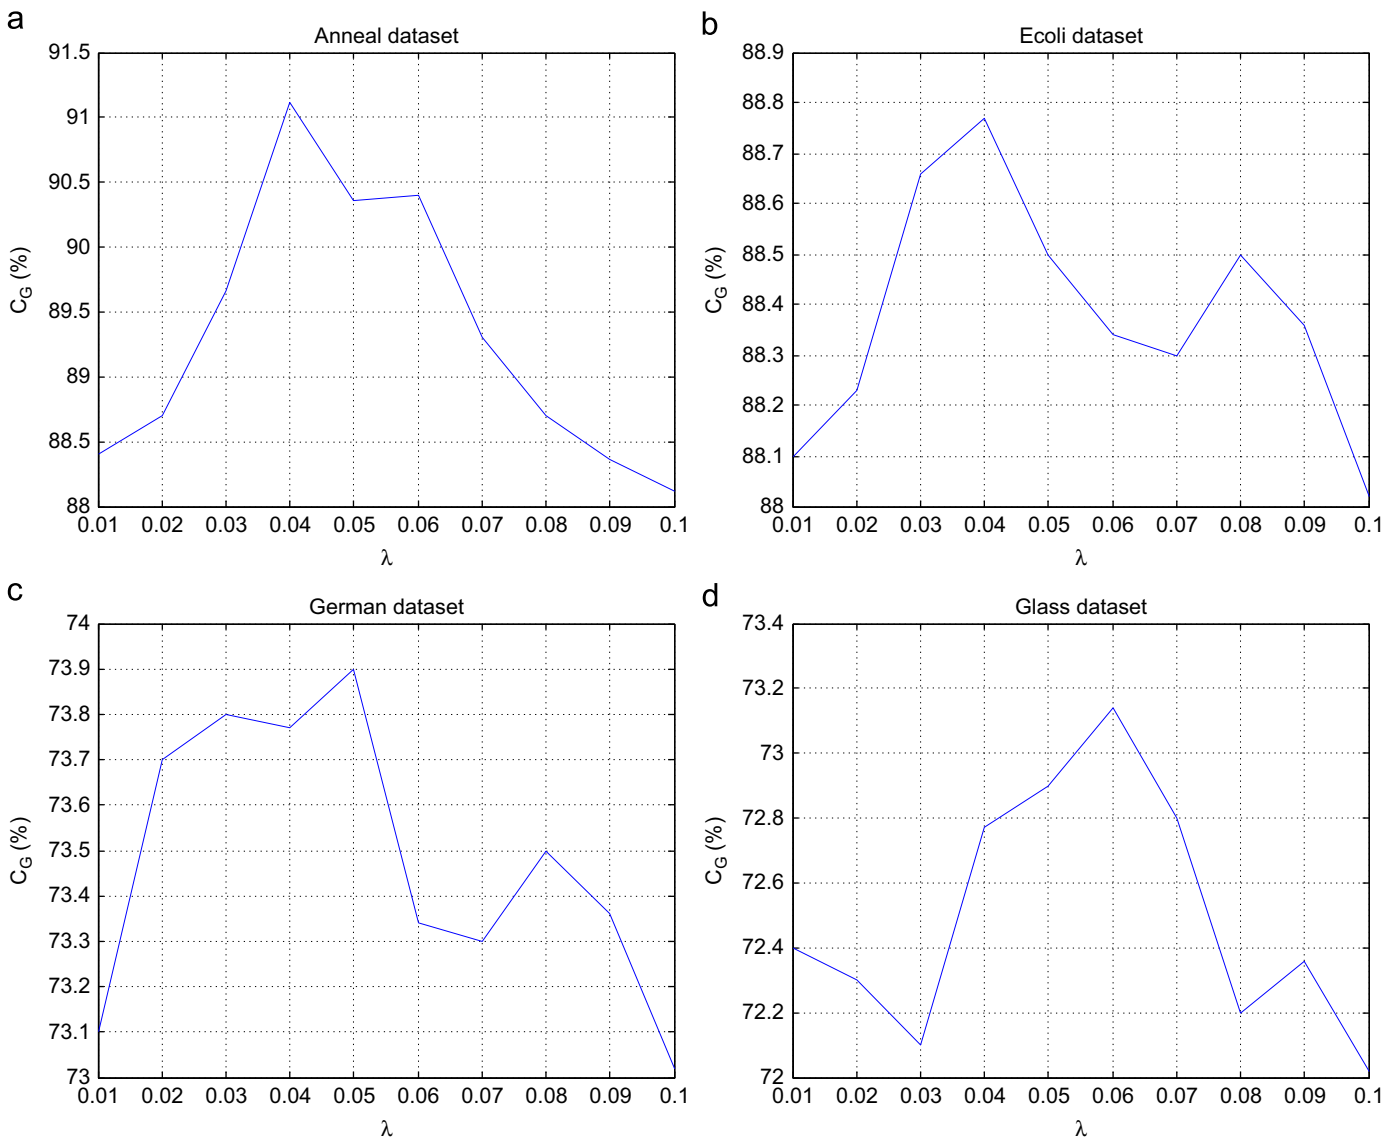 a
Anneal dataset
91.5
91
90.5
90
89.5
89
88.5
88
C_G (%)
0.01 0.02 0.03 0.04 0.05 0.06 0.07 0.08 0.09 0.1
λ
b
Ecoli dataset
88.9
88.8
88.7
88.6
88.5
88.4
88.3
88.2
88.1
88
C_G (%)
0.01 0.02 0.03 0.04 0.05 0.06 0.07 0.08 0.09 0.1
λ
c
German dataset
74
73.9
73.8
73.7
73.6
73.5
73.4
73.3
73.2
73.1
73
C_G (%)
0.01 0.02 0.03 0.04 0.05 0.06 0.07 0.08 0.09 0.1
λ
d
Glass dataset
73.4
73.2
73
72.8
72.6
72.4
72.2
72
C_G (%)
0.01 0.02 0.03 0.04 0.05 0.06 0.07 0.08 0.09 0.1
λ